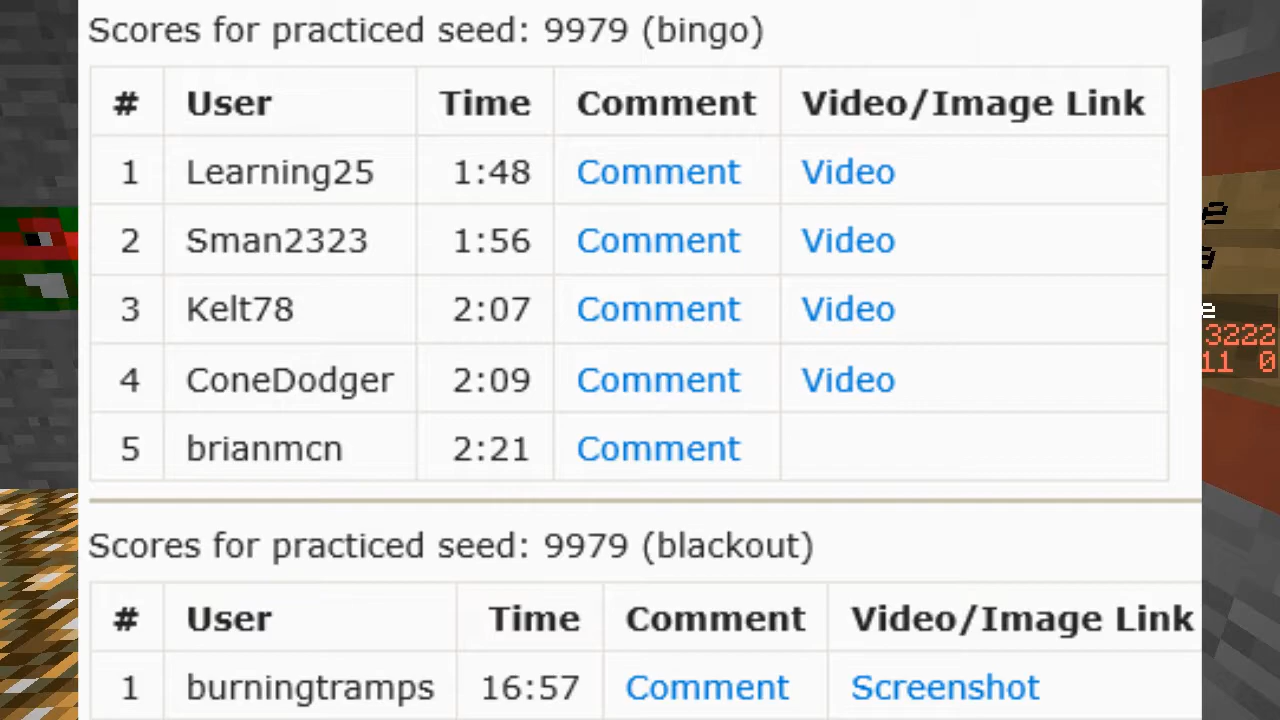 Scores for practiced seed: 9979 (bingo)
# User Time Comment Video/Image Link
1 Learning25 1:48 Comment Video
2 Sman2323 1:56 Comment Video
3 Kelt78 2:07 Comment Video
4 ConeDodger 2:09 Comment Video
5 brianmcn 2:21 Comment
Scores for practiced seed: 9979 (blackout)
# User Time Comment Video/Image Link
1 burningtramps 16:57 Comment Screenshot
e
a
e
3222
11 0